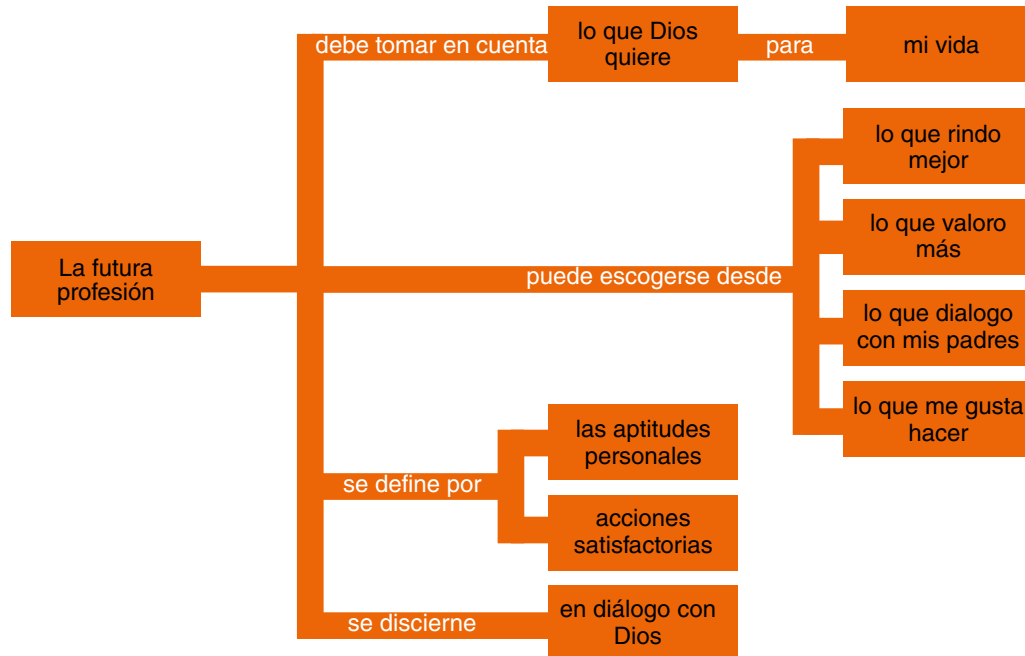 debe tomar en cuenta
lo que Dios
quiere
para
mi vida
La futura
profesión
puede escogerse desde
lo que rindo
mejor
lo que valoro
más
lo que dialogo
con mis padres
lo que me gusta
hacer
se define por
las aptitudes
personales
acciones
satisfactorias
se discierne
en diálogo con
Dios